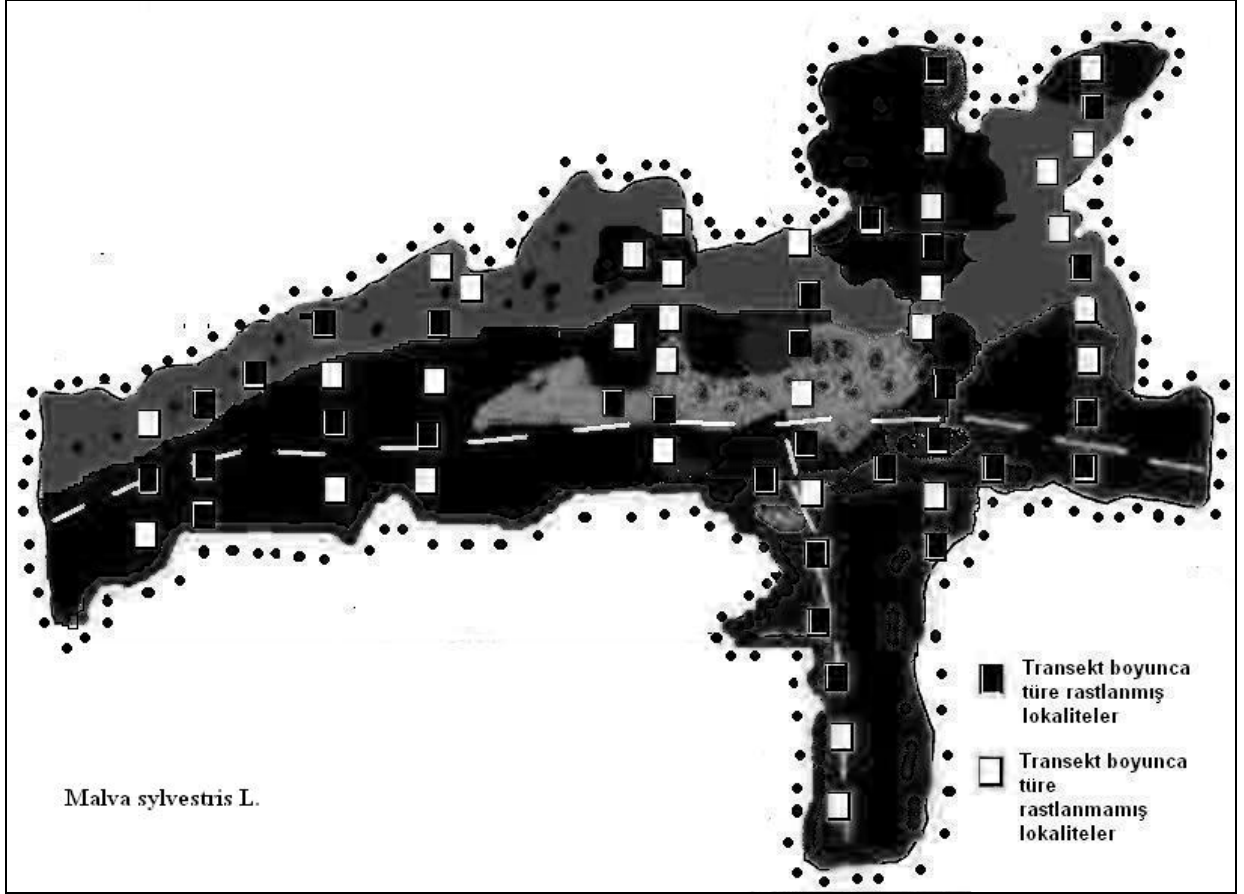 Transekt boyunca
türe rastlanmış
lokaliteler
Transekt boyunca
türe
rastlanmamış
lokaliteler
Malva sylvestris L.